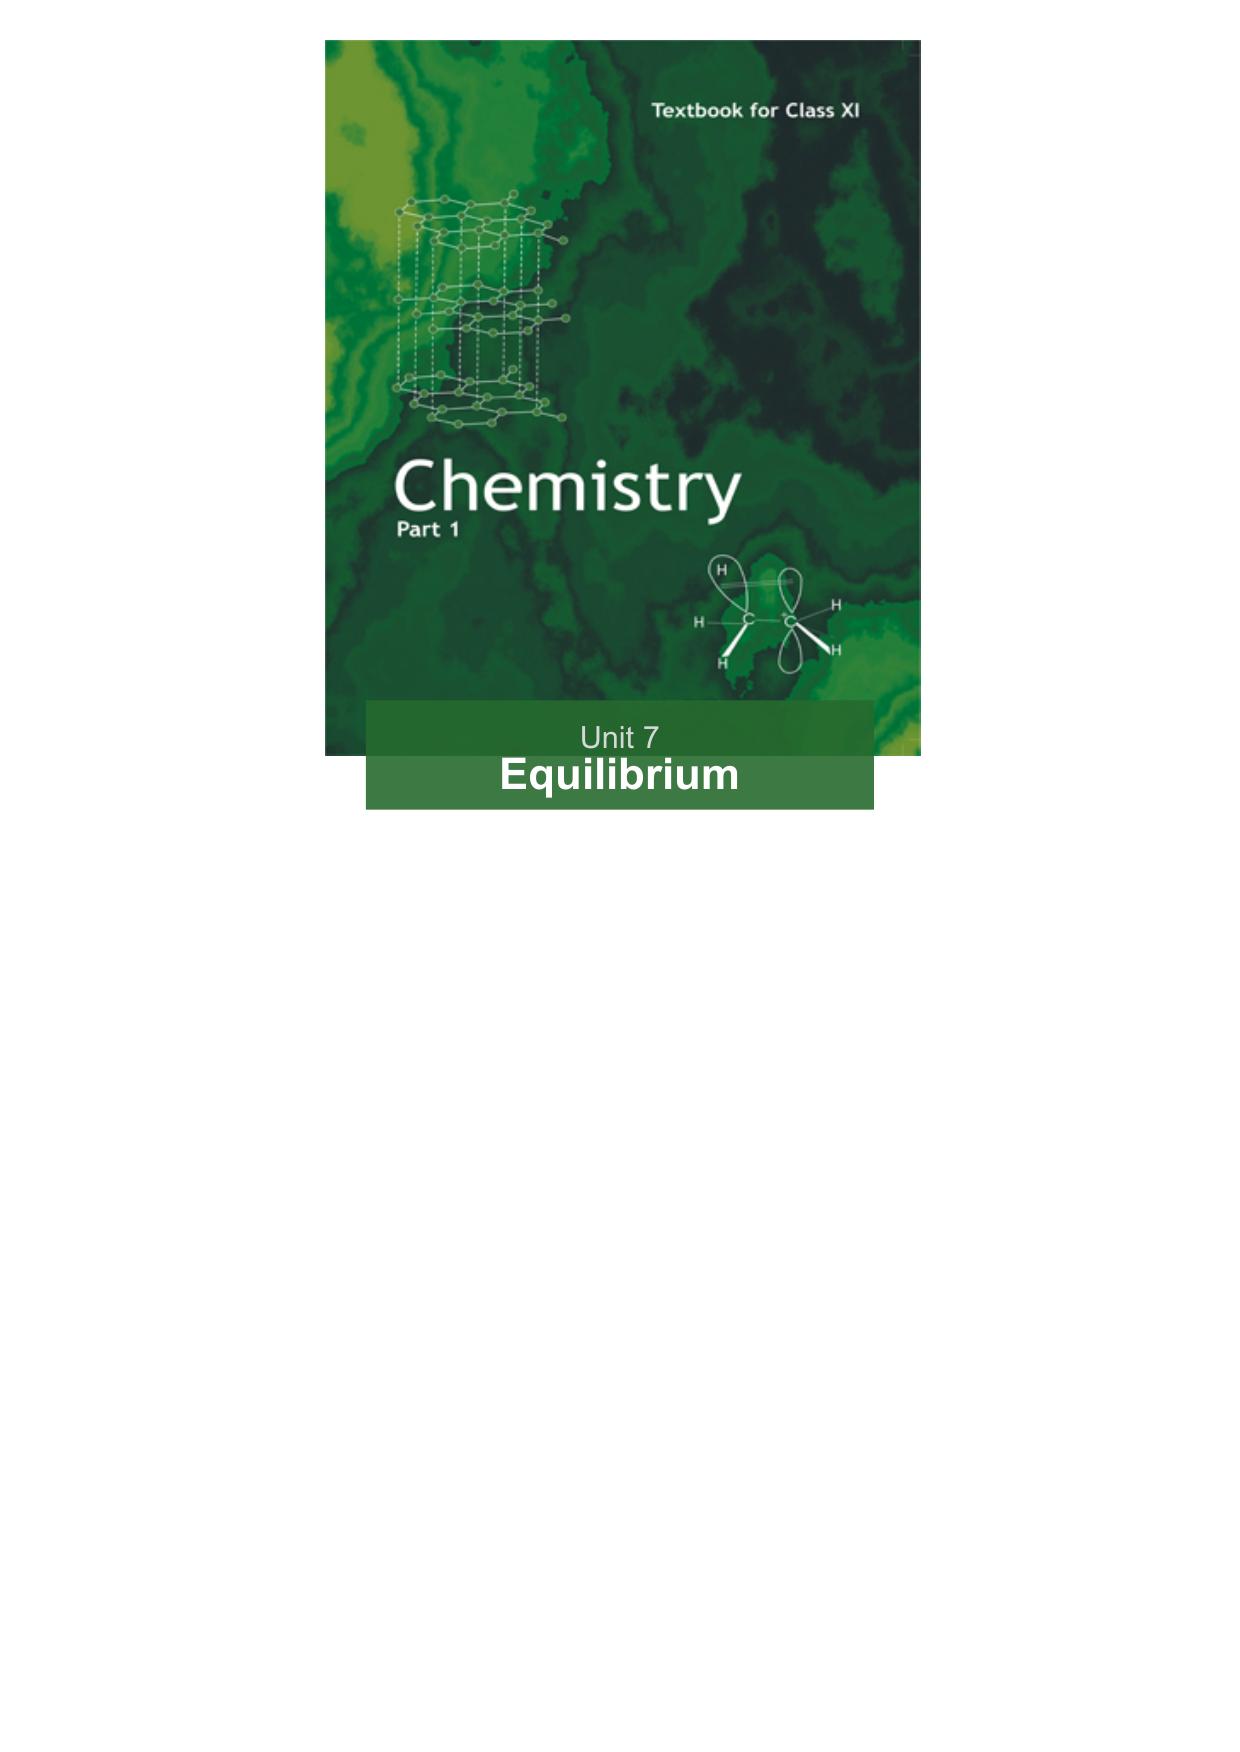 Textbook for Class XI
Chemistry
Part 1
H
H
H
C
+C
H
H
Unit 7
Equilibrium